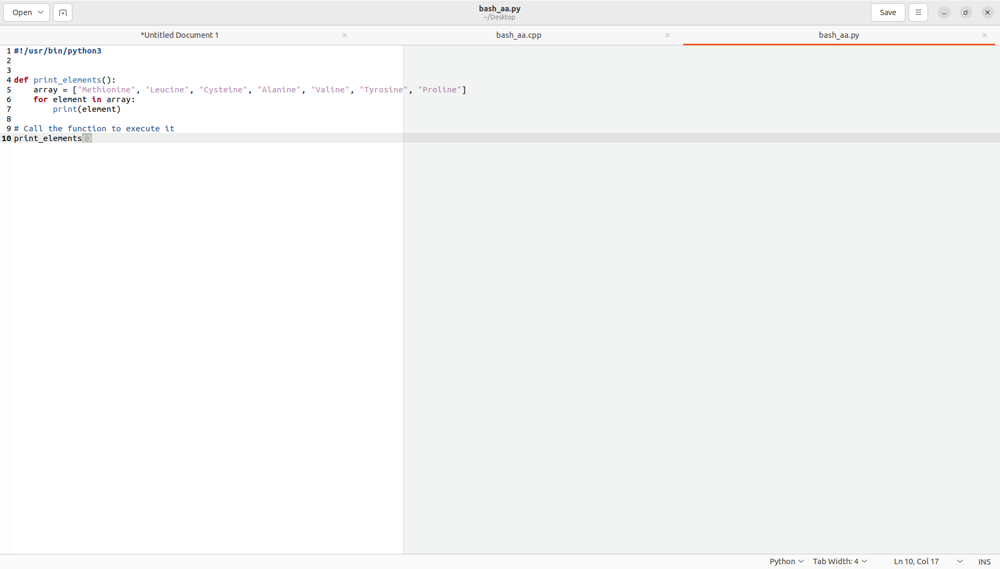 Open
bash_aa.py
~/Desktop
Save
*Untitled Document 1
bash_aa.cpp
bash_aa.py
1 #!/usr/bin/python3
2
3
4 def print_elements():
5     array = ["Methionine", "Leucine", "Cysteine", "Alanine", "Valine", "Tyrosine", "Proline"]
6     for element in array:
7         print(element)
8
9 # Call the function to execute it
10 print_elements()
Python
Tab Width: 4
Ln 10, Col 17
INS